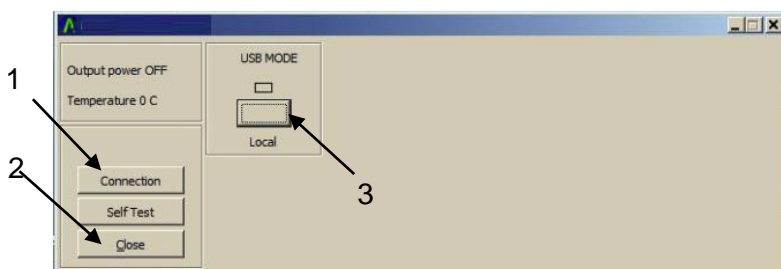 Output power OFF
Temperature 0 C
USB MODE
Local
1
Connection
2
Self Test
Close
3